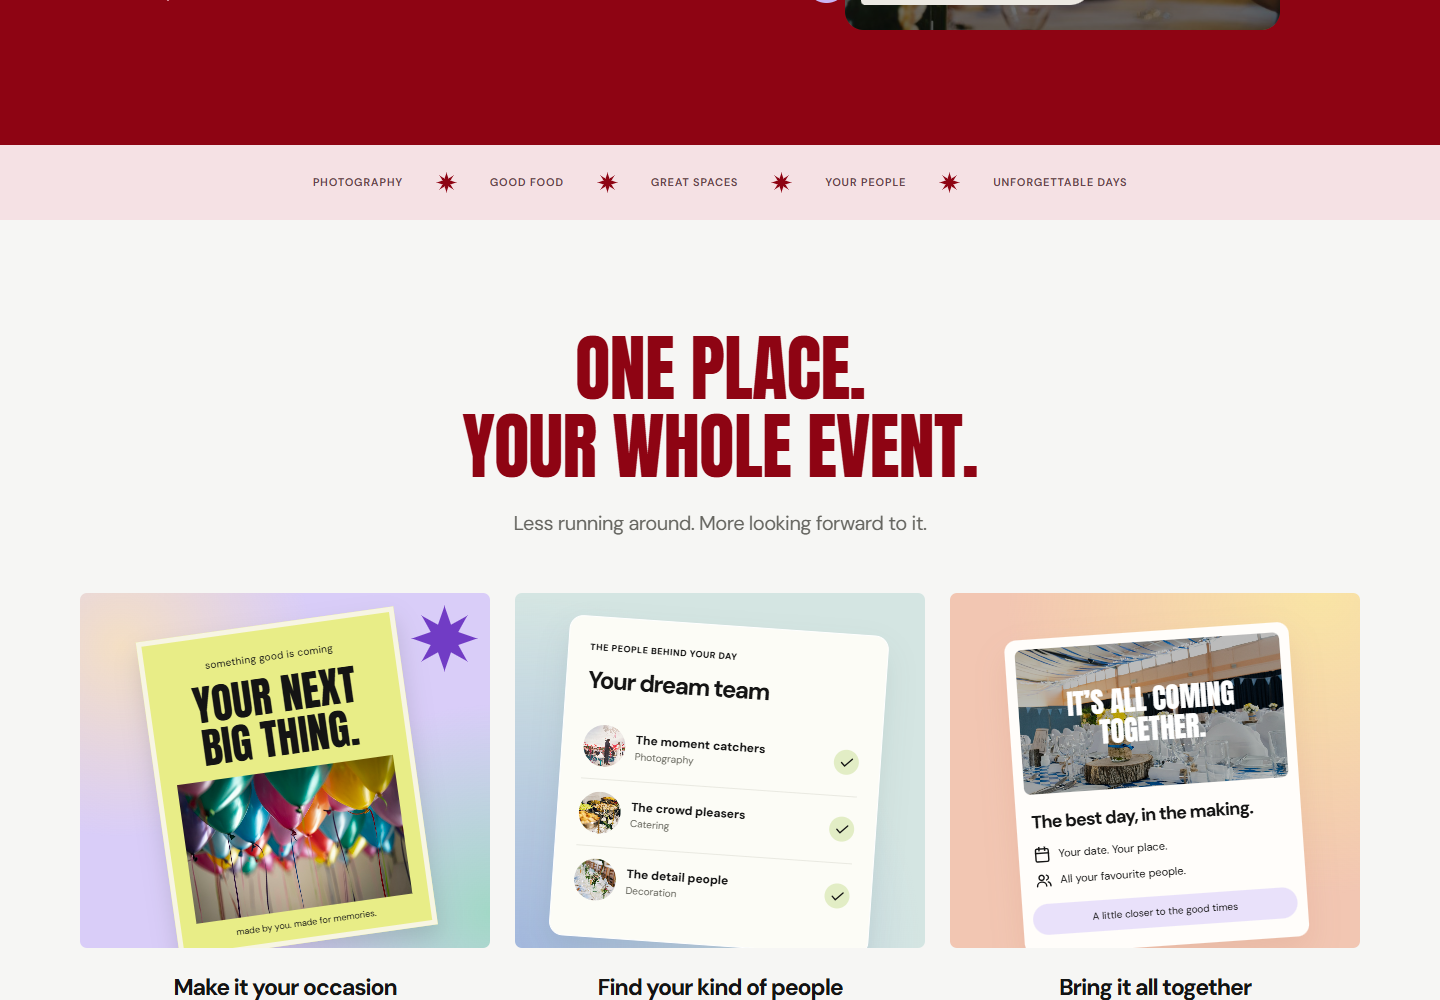 PHOTOGRAPHY
GOOD FOOD
GREAT SPACES
YOUR PEOPLE
UNFORGETTABLE DAYS
ONE PLACE.
YOUR WHOLE EVENT.
Less running around. More looking forward to it.
something good is coming
YOUR NEXT
BIG THING.
made by you. made for memories.
THE PEOPLE BEHIND YOUR DAY
Your dream team
The moment catchers
Photography
The crowd pleasers
Catering
The detail people
Decoration
IT'S ALL COMING
TOGETHER.
The best day, in the making.
Your date. Your place.
All your favourite people.
A little closer to the good times
Make it your occasion
Find your kind of people
Bring it all together